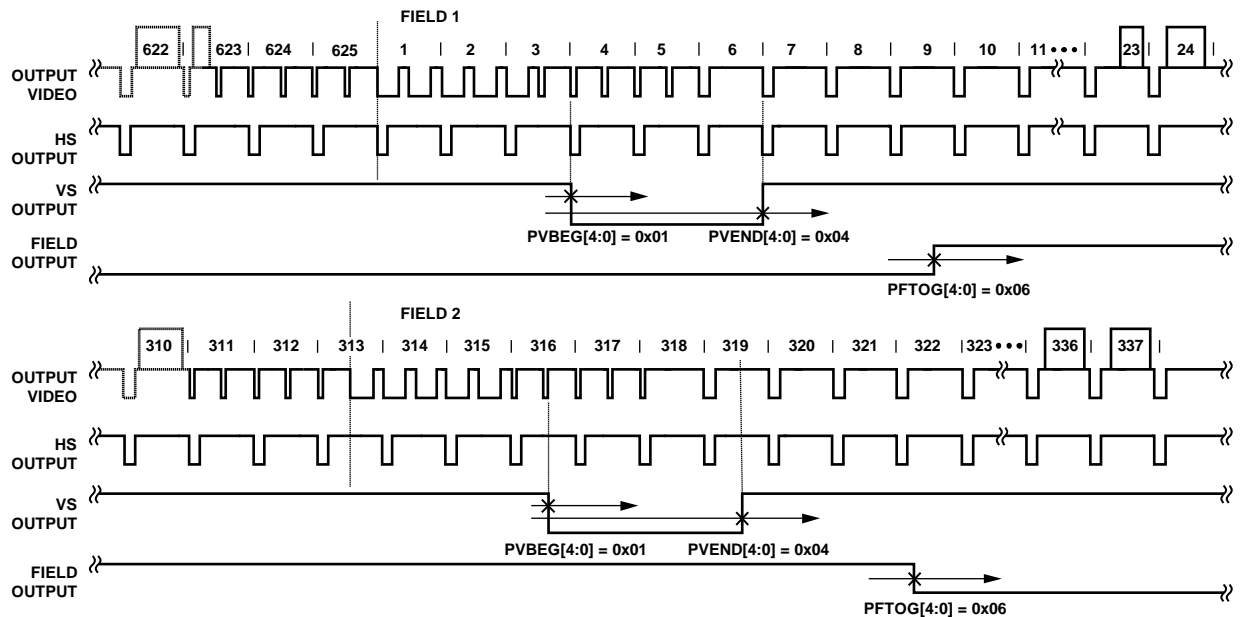 FIELD 1
622 | 623 | 624 | 625 1 | 2 | 3 | 4 | 5 | 6 | 7 | 8 | 9 | 10 | 11 ••• 23 | 24 |
OUTPUT
VIDEO
HS
OUTPUT
VS
OUTPUT
PVBEG[4:0] = 0x01 PVEND[4:0] = 0x04
FIELD
OUTPUT
PFTOG[4:0] = 0x06
FIELD 2
310 | 311 | 312 | 313 | 314 | 315 | 316 | 317 | 318 | 319 | 320 | 321 | 322 | 323 ••• | 336 | 337 |
OUTPUT
VIDEO
HS
OUTPUT
VS
OUTPUT
PVBEG[4:0] = 0x01 PVEND[4:0] = 0x04
FIELD
OUTPUT
PFTOG[4:0] = 0x06